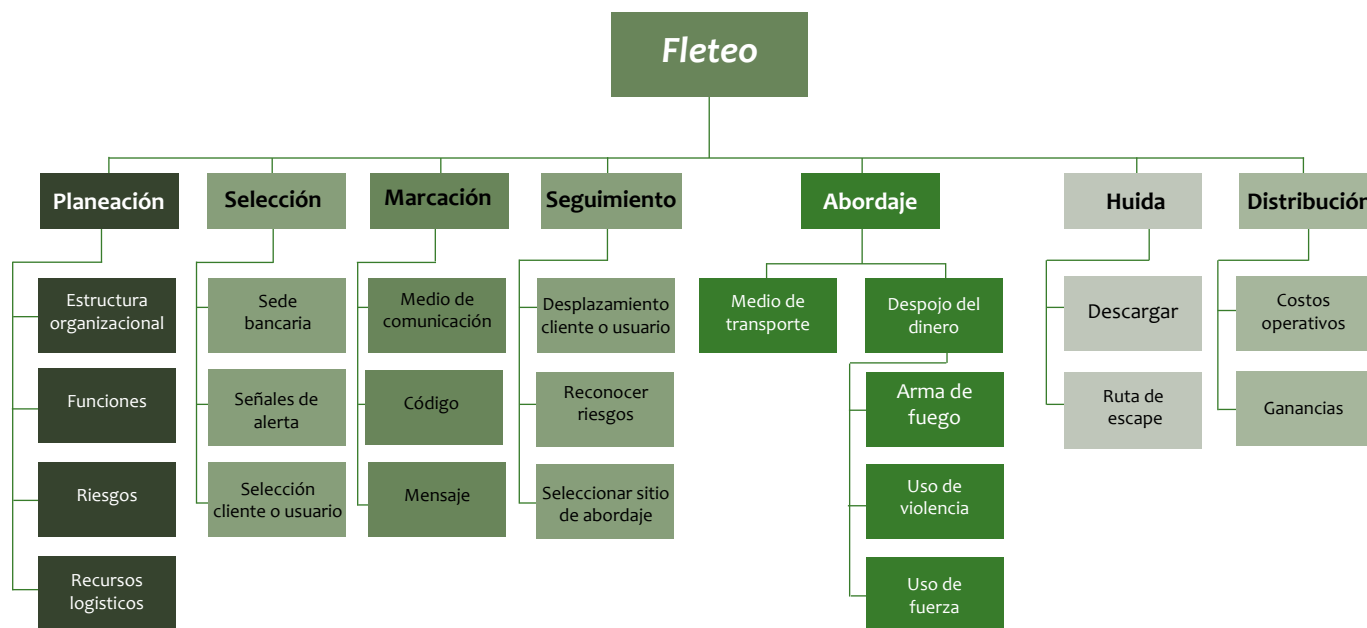 Fleteo
Planeación
Selección
Marcación
Seguimiento
Abordaje
Huida
Distribución
Estructura
organizacional
Funciones
Riesgos
Recursos
logisticos
Sede
bancaria
Señales de
alerta
Selección
cliente o usuario
Medio de
comunicación
Código
Mensaje
Desplazamiento
cliente o usuario
Reconocer
riesgos
Seleccionar sitio
de abordaje
Medio de
transporte
Despojo del
dinero
Arma de
fuego
Uso de
violencia
Uso de
fuerza
Descargar
Ruta de
escape
Costos
operativos
Ganancias